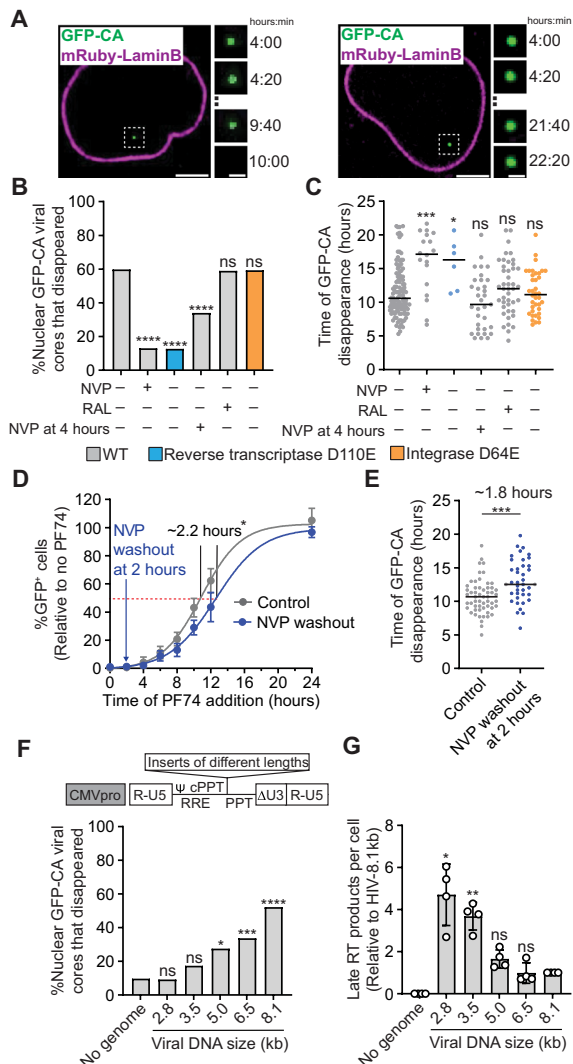 A
GFP-CA
mRuby-LaminB
hours:min
4:00
4:20
9:40
10:00
GFP-CA
mRuby-LaminB
hours:min
4:00
4:20
21:40
22:20
B
%Nuclear GFP-CA viral
cores that disappeared
100
80
60
40
20
0
**** **** **** ns ns
NVP – + – – – –
RAL – – – – + –
NVP at 4 hours – – – + – –
C
Time of GFP-CA
disappearance (hours)
25
20
15
10
5
0
*** * ns ns ns
NVP – + – – – –
RAL – – – – + –
NVP at 4 hours – – – + – –
WT Reverse transcriptase D110E Integrase D64E
D
%GFP+ cells
(Relative to no PF74)
120
100
80
60
40
20
0
NVP
washout
at 2 hours
~2.2 hours*
Control
NVP washout
0 4 8 12 16 20 24
Time of PF74 addition (hours)
E
~1.8 hours
***
Time of GFP-CA
disappearance (hours)
25
20
15
10
5
0
Control
NVP washout
at 2 hours
F
Inserts of different lengths
CMVpro R-U5 Ψ cPPT RRE PPT ΔU3 R-U5
%Nuclear GFP-CA viral
cores that disappeared
100
80
60
40
20
0
ns ns * *** ****
No genome 2.8 3.5 5.0 6.5 8.1
Viral DNA size (kb)
G
Late RT products per cell
(Relative to HIV-8.1kb)
8
6
4
2
0
* ** ns ns
No genome 2.8 3.5 5.0 6.5 8.1
Viral DNA size (kb)